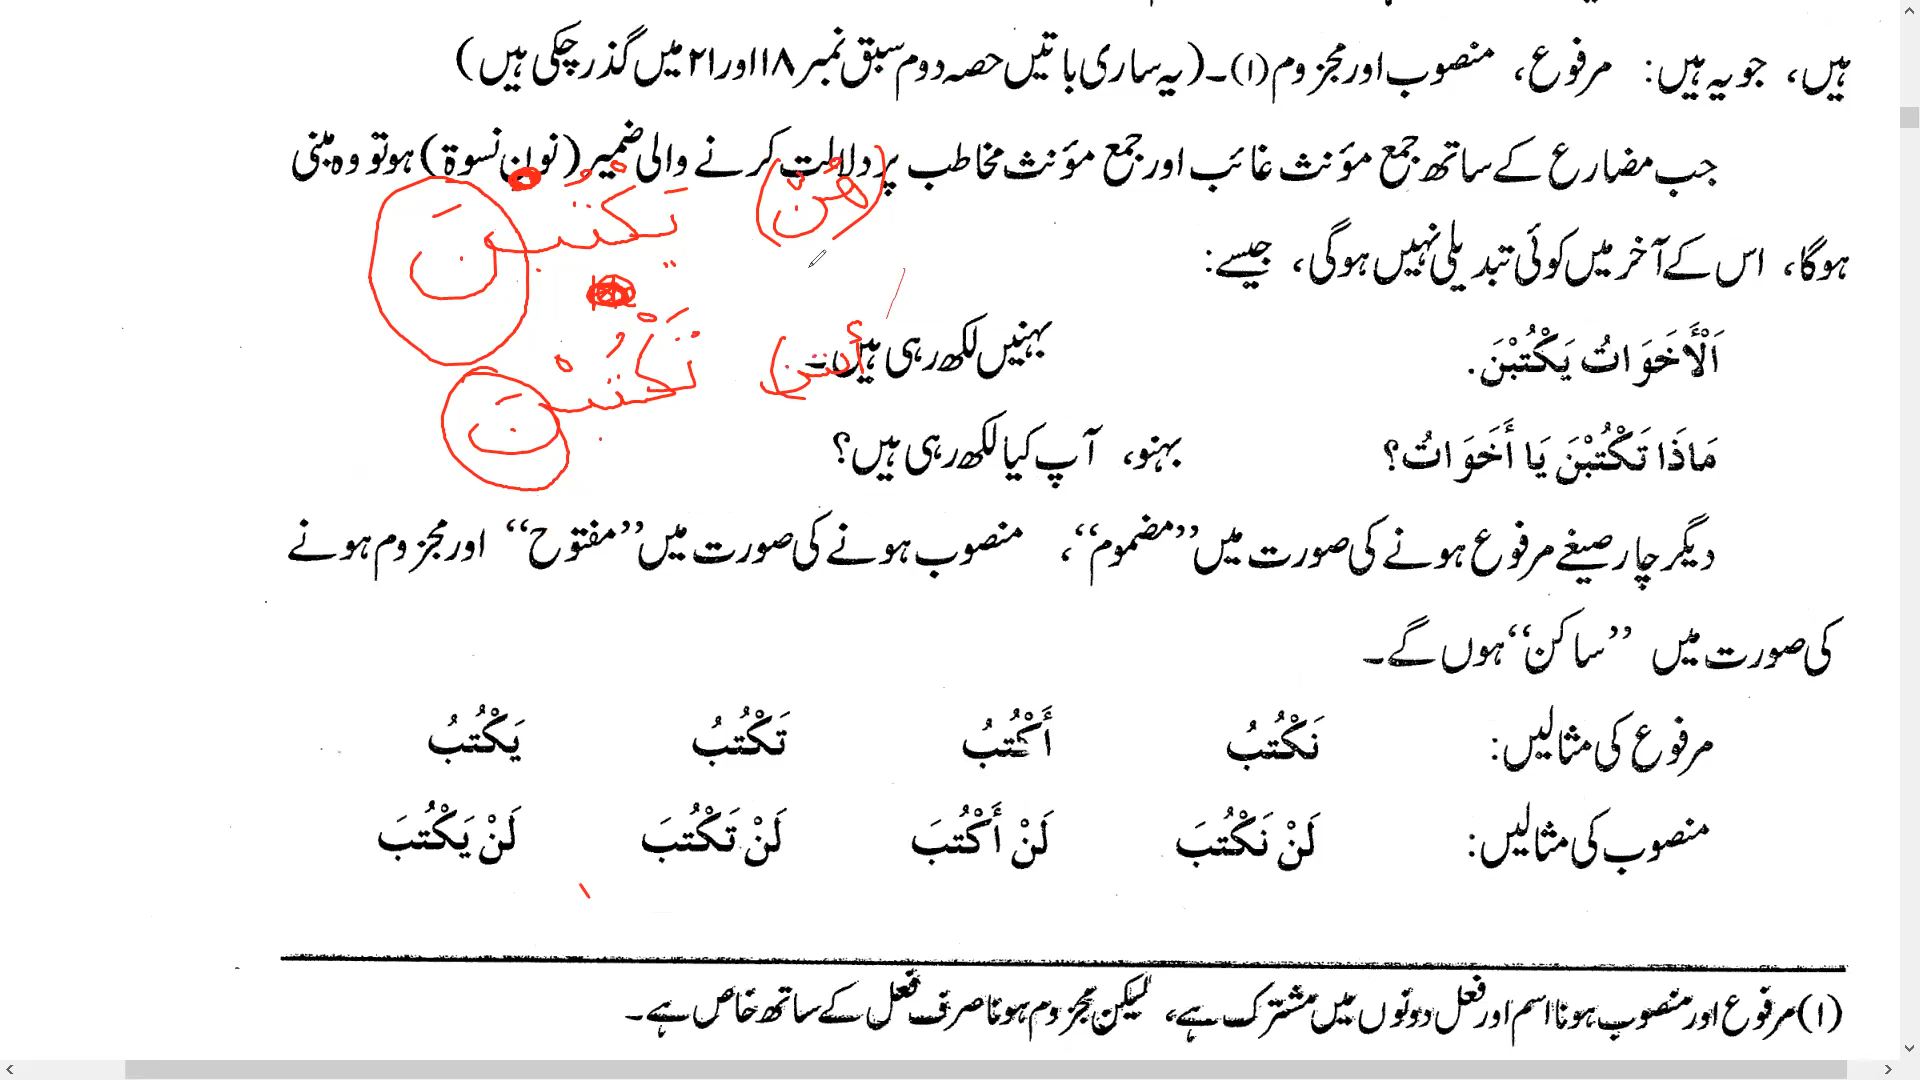 ہیں، جو یہ ہیں: مرفوع، منصوب اور مجزوم (۱)۔ (یہ ساری باتیں حصہ دوم سبق نمبر ۱۸ اور ۲۱ میں گذر چکی ہیں)
جب مضارع کے ساتھ جمع مؤنث غائب اور جمع مؤنث مخاطب پر دلالت کرنے والی ضمیر (نون نسوۃ) ہو تو وہ مبنی
هُنَّ يَكْتُبْنَ
ہوگا، اس کے آخر میں کوئی تبدیلی نہیں ہوگی، جیسے:
اَلْأَخَوَاتُ يَكْتُبْنَ. بہنیں لکھ رہی ہیں۔
أنتن تَكْتُبْنَ
مَاذَا تَكْتُبْنَ يَا أَخَوَاتُ؟ بہنو، آپ کیا لکھ رہی ہیں؟
دیگر چار صیغے مرفوع ہونے کی صورت میں ”مضموم“، منصوب ہونے کی صورت میں ”مفتوح“ اور مجزوم ہونے
کی صورت میں ”ساکن“ ہوں گے۔
مرفوع کی مثالیں: نَكْتُبُ أَكْتُبُ تَكْتُبُ يَكْتُبُ
منصوب کی مثالیں: لَنْ نَكْتُبَ لَنْ أَكْتُبَ لَنْ تَكْتُبَ لَنْ يَكْتُبَ
(۱) مرفوع اور منصوب ہونا اسم اور فعل دونوں میں مشترک ہے، لیکن مجزوم ہونا صرف فعل کے ساتھ خاص ہے۔